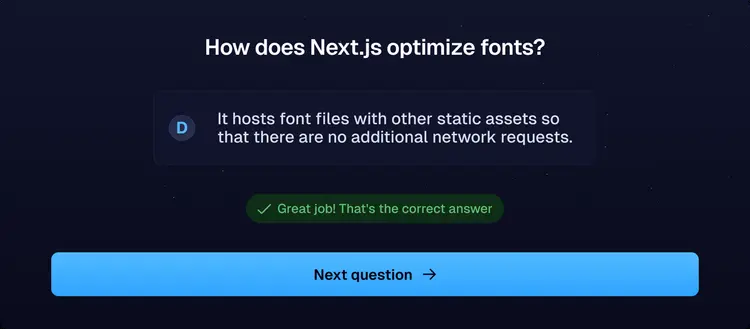 How does Next.js optimize fonts?
D
It hosts font files with other static assets so
that there are no additional network requests.
Great job! That's the correct answer
Next question